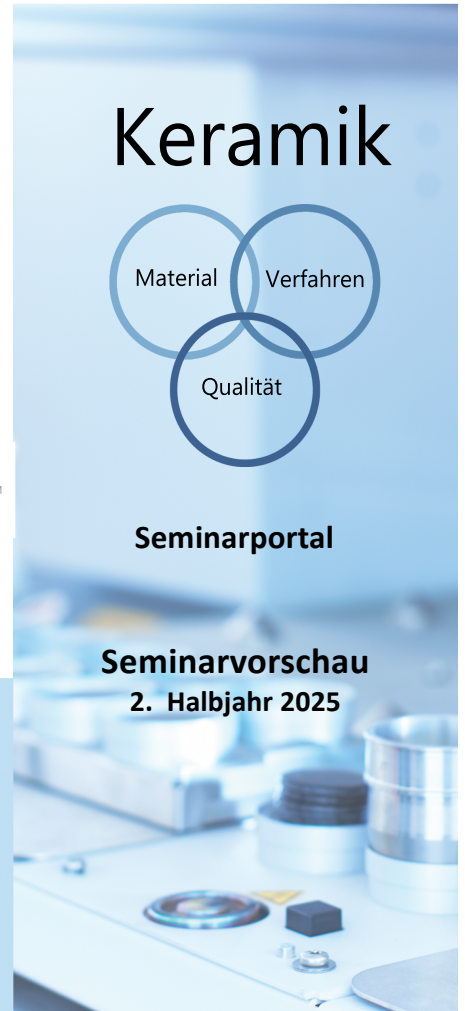 Keramik
Material
Verfahren
Qualität
Seminarportal
Seminarvorschau
2. Halbjahr 2025